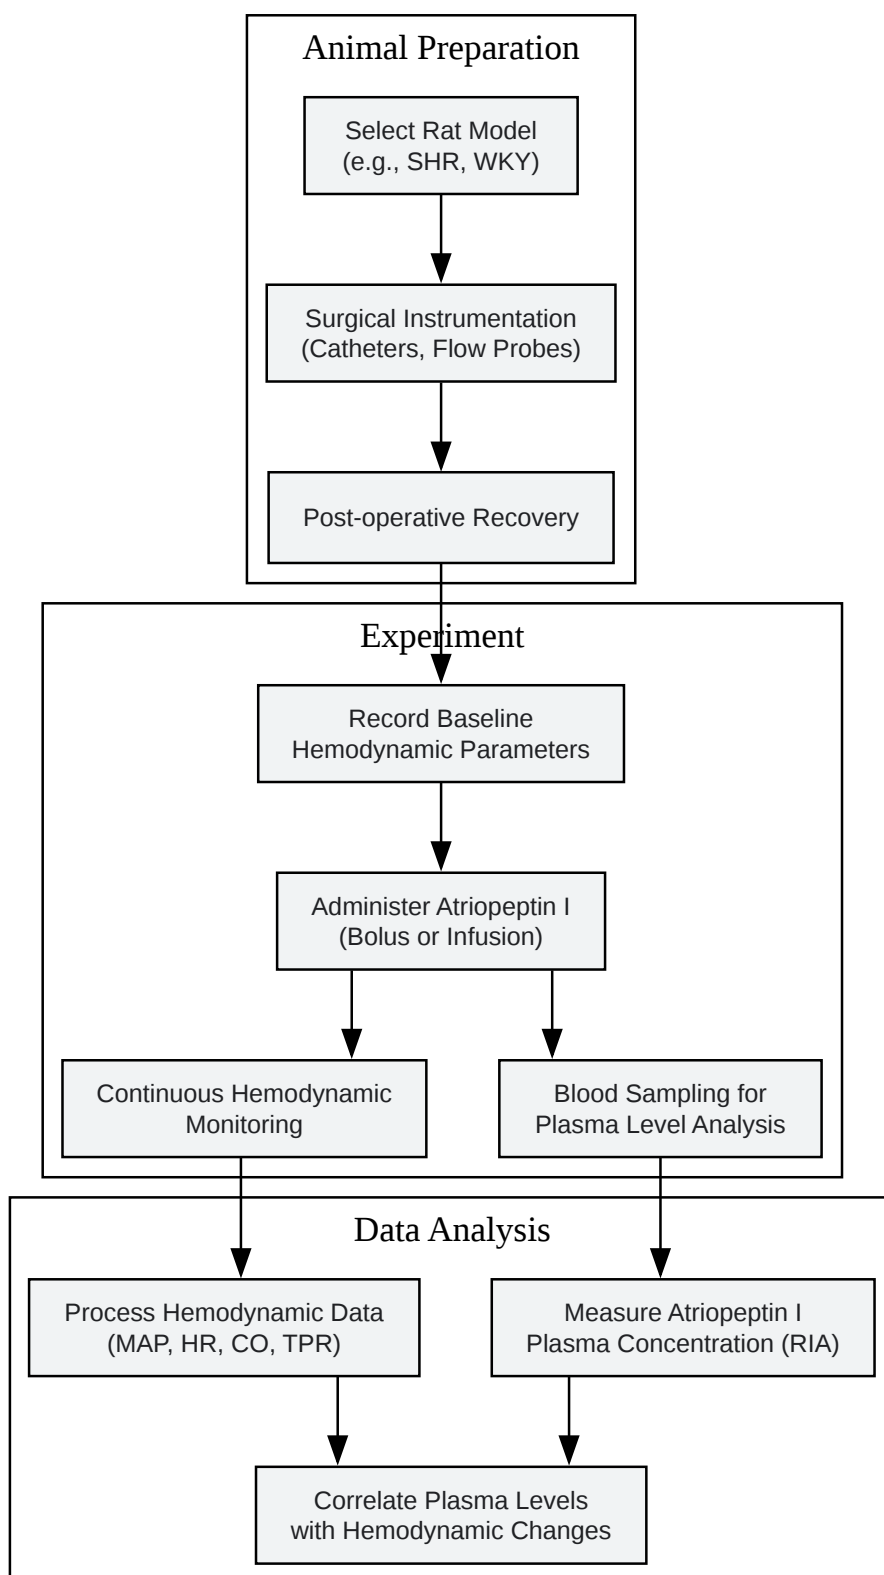 Animal Preparation
Select Rat Model
(e.g., SHR, WKY)
Surgical Instrumentation
(Catheters, Flow Probes)
Post-operative Recovery
Experiment
Record Baseline
Hemodynamic Parameters
Administer Atriopeptin I
(Bolus or Infusion)
Continuous Hemodynamic
Monitoring
Blood Sampling for
Plasma Level Analysis
Data Analysis
Process Hemodynamic Data
(MAP, HR, CO, TPR)
Measure Atriopeptin I
Plasma Concentration (RIA)
Correlate Plasma Levels
with Hemodynamic Changes